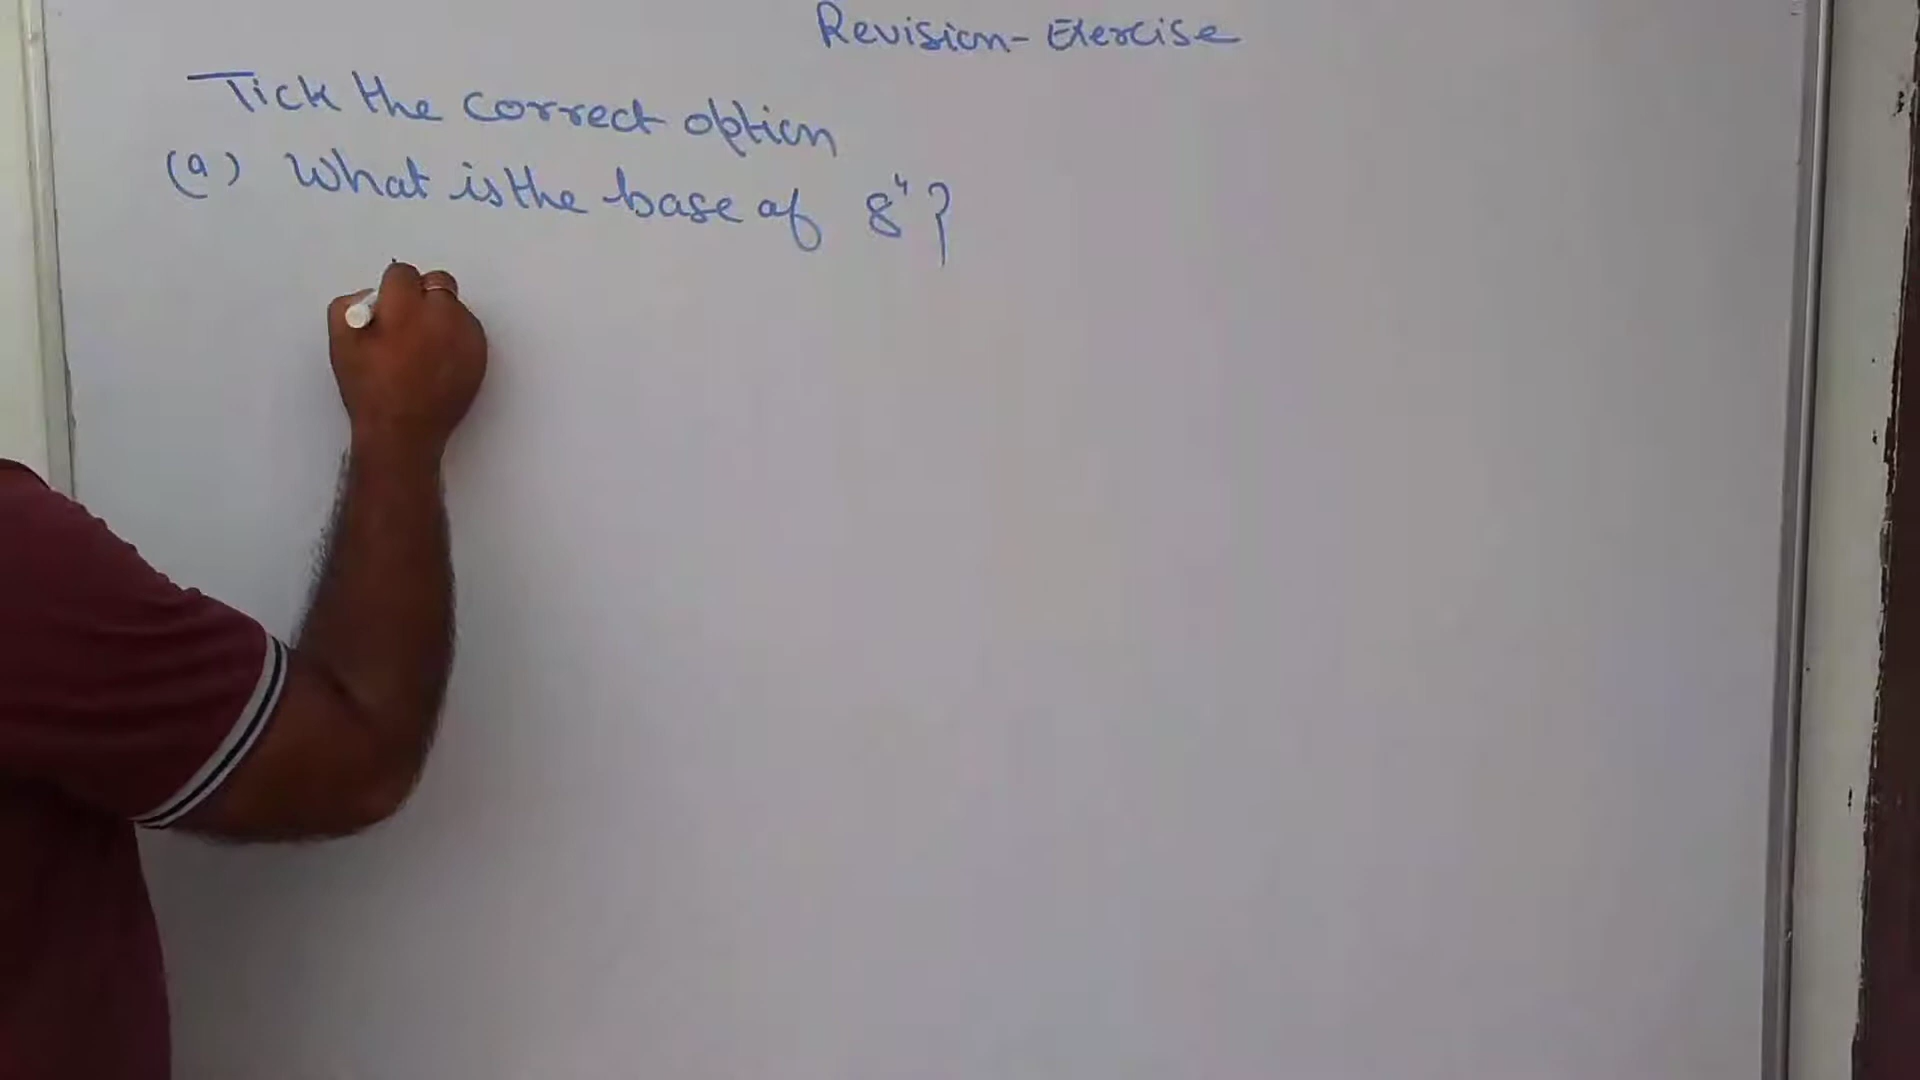 Revision - Exercise
Tick the correct option
(a) What is the base of 8⁴?